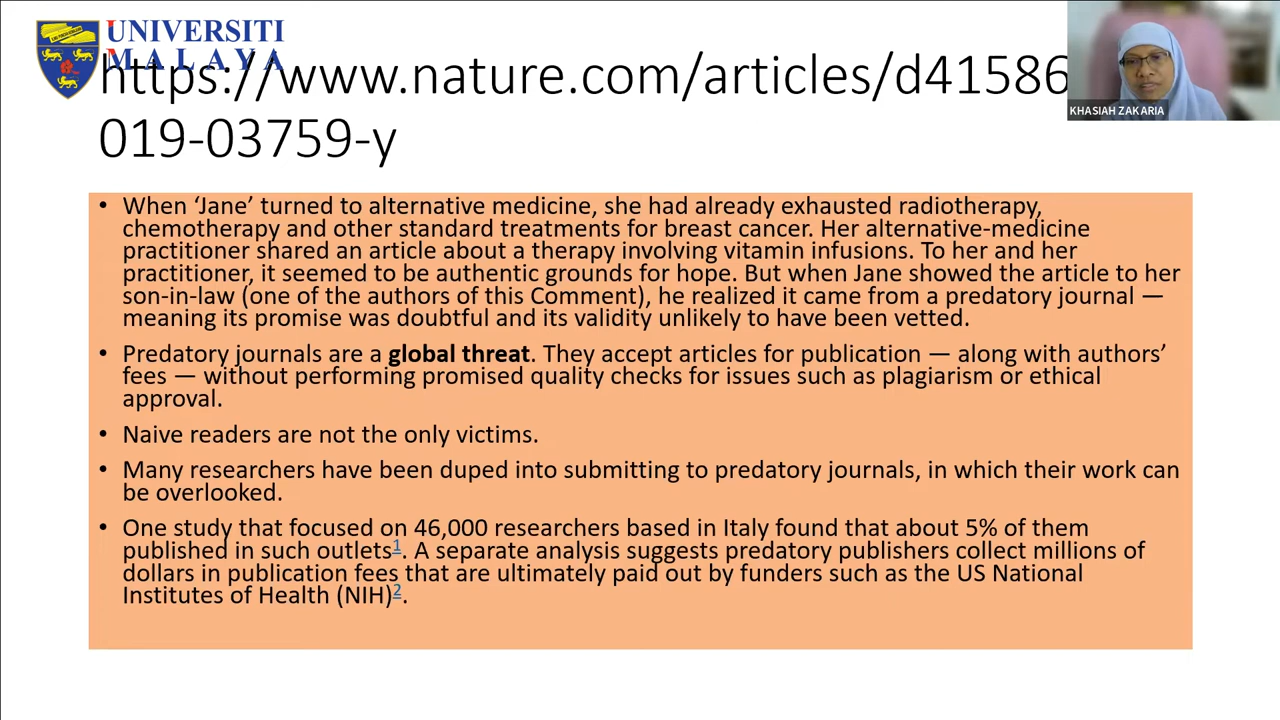 UNIVERSITI
MALAYA
https://www.nature.com/articles/d41586
019-03759-y
KHASIAH ZAKARIA
• When ‘Jane’ turned to alternative medicine, she had already exhausted radiotherapy,
chemotherapy and other standard treatments for breast cancer. Her alternative-medicine
practitioner shared an article about a therapy involving vitamin infusions. To her and her
practitioner, it seemed to be authentic grounds for hope. But when Jane showed the article to her
son-in-law (one of the authors of this Comment), he realized it came from a predatory journal —
meaning its promise was doubtful and its validity unlikely to have been vetted.
• Predatory journals are a global threat. They accept articles for publication — along with authors’
fees — without performing promised quality checks for issues such as plagiarism or ethical
approval.
• Naive readers are not the only victims.
• Many researchers have been duped into submitting to predatory journals, in which their work can
be overlooked.
• One study that focused on 46,000 researchers based in Italy found that about 5% of them
published in such outlets1. A separate analysis suggests predatory publishers collect millions of
dollars in publication fees that are ultimately paid out by funders such as the US National
Institutes of Health (NIH)2.